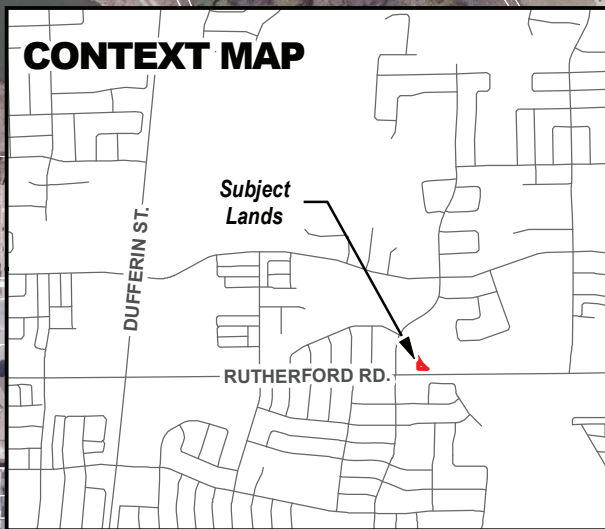 CONTEXT MAP
Subject
Lands
DUFFERIN ST.
RUTHERFORD RD.